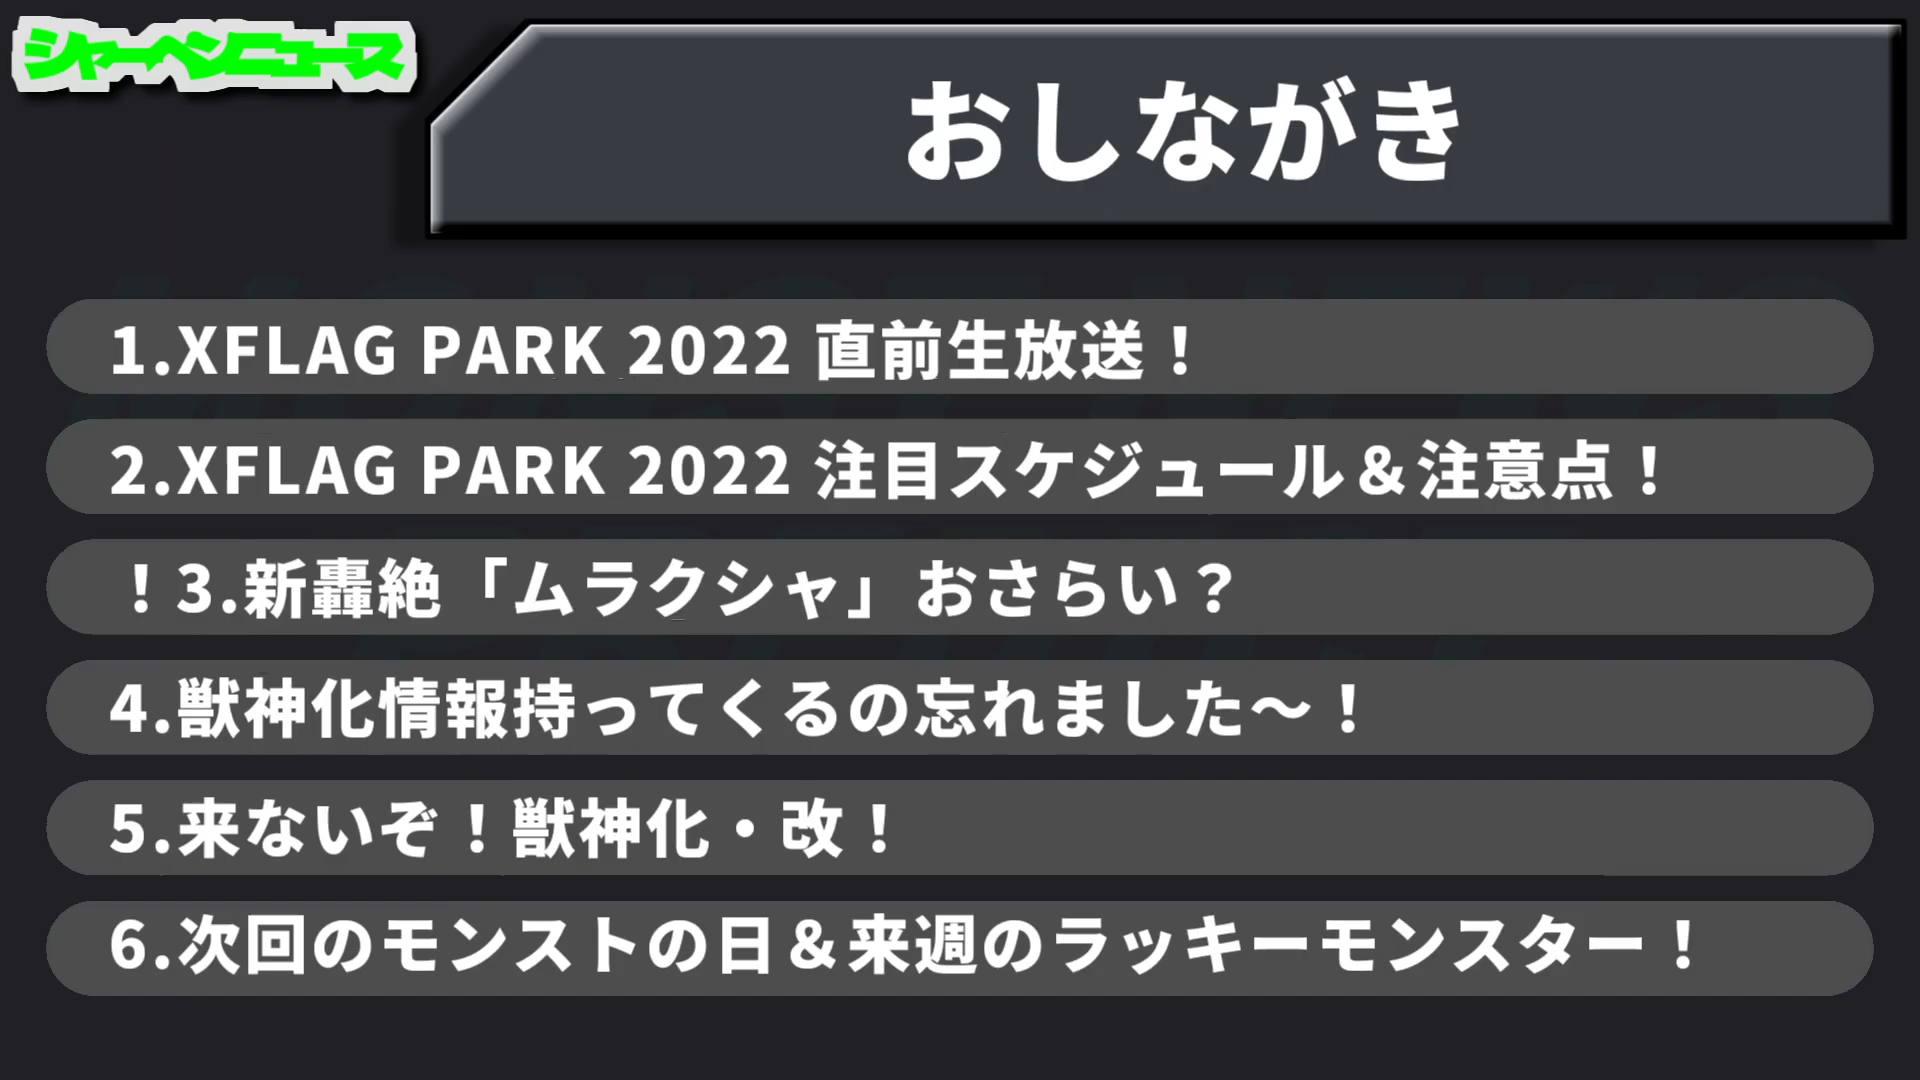 シャーペンニュース
おしながき
1.XFLAG PARK 2022 直前生放送！
2.XFLAG PARK 2022 注目スケジュール＆注意点！
！3.新轟絶「ムラクシャ」おさらい？
4.獣神化情報持ってくるの忘れました～！
5.来ないぞ！獣神化・改！
6.次回のモンストの日＆来週のラッキーモンスター！